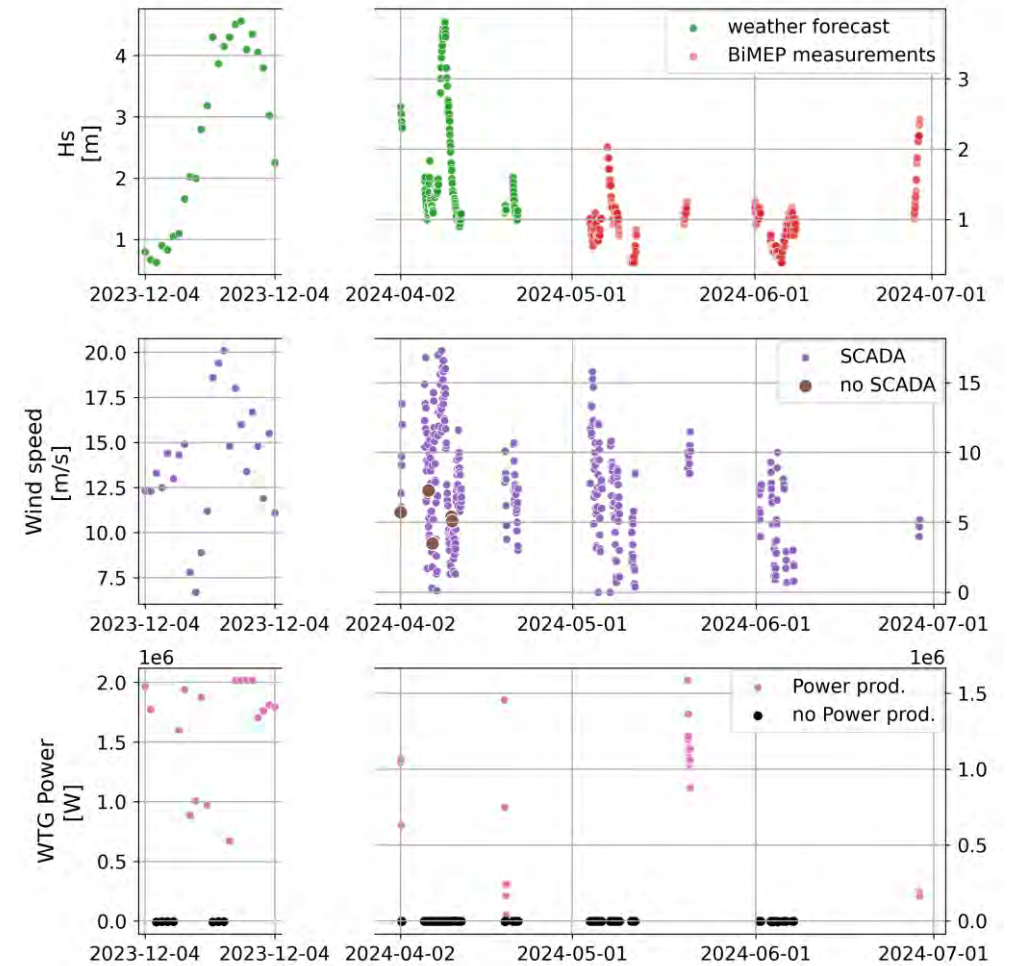 weather forecast
BiMEP measurements
Hs
[m]
4
3
2
1
3
2
1
2023-12-04 2023-12-04 2024-04-02 2024-05-01 2024-06-01 2024-07-01
SCADA
no SCADA
Wind speed
[m/s]
20.0
17.5
15.0
12.5
10.0
7.5
15
10
5
0
2023-12-04 2023-12-04 2024-04-02 2024-05-01 2024-06-01 2024-07-01
1e6 1e6
Power prod.
no Power prod.
WTG Power
[W]
2.0
1.5
1.0
0.5
0.0
1.5
1.0
0.5
0.0
2023-12-04 2023-12-04 2024-04-02 2024-05-01 2024-06-01 2024-07-01